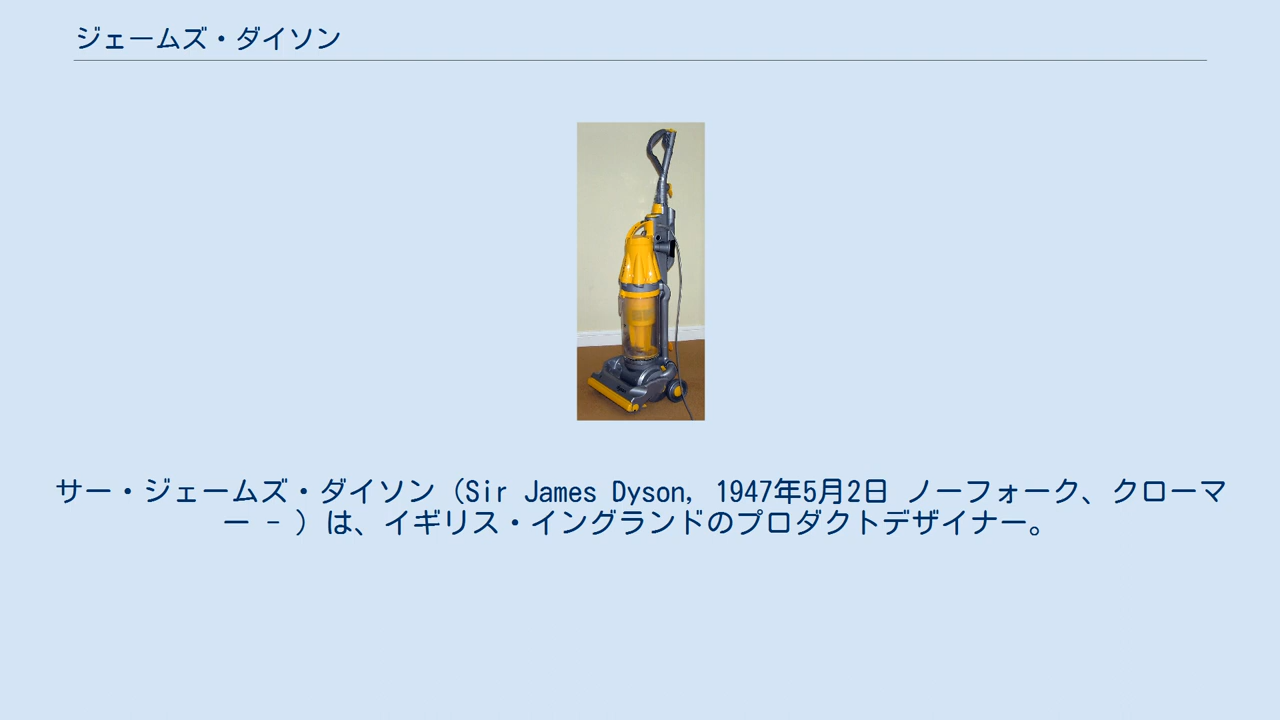 ジェームズ・ダイソン
サー・ジェームズ・ダイソン（Sir James Dyson, 1947年5月2日 ノーフォーク、クローマ
ー - ）は、イギリス・イングランドのプロダクトデザイナー。